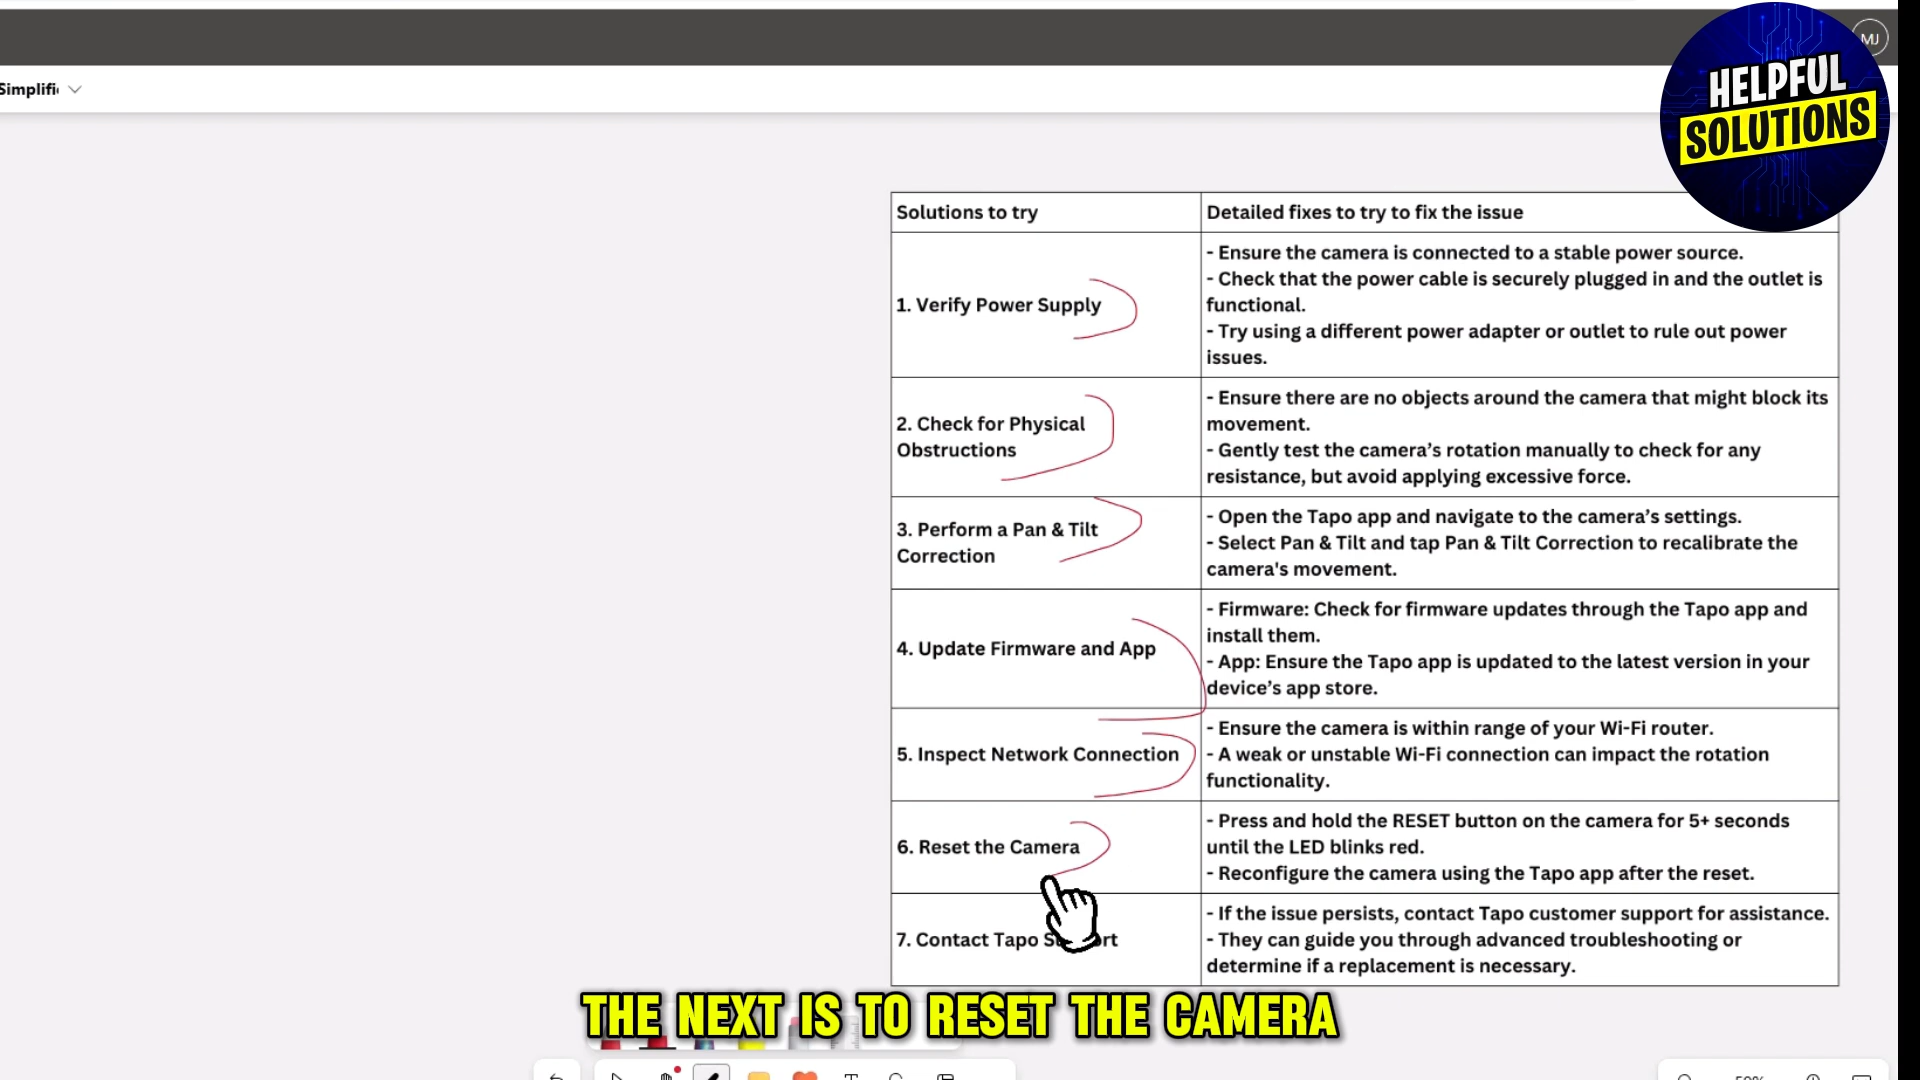 MJ
HELPFUL
SOLUTIONS
Simplifi
Solutions to try
Detailed fixes to try to fix the issue
1. Verify Power Supply
- Ensure the camera is connected to a stable power source.
- Check that the power cable is securely plugged in and the outlet is
functional.
- Try using a different power adapter or outlet to rule out power
issues.
2. Check for Physical
Obstructions
- Ensure there are no objects around the camera that might block its
movement.
- Gently test the camera’s rotation manually to check for any
resistance, but avoid applying excessive force.
3. Perform a Pan & Tilt
Correction
- Open the Tapo app and navigate to the camera’s settings.
- Select Pan & Tilt and tap Pan & Tilt Correction to recalibrate the
camera's movement.
4. Update Firmware and App
- Firmware: Check for firmware updates through the Tapo app and
install them.
- App: Ensure the Tapo app is updated to the latest version in your
device’s app store.
5. Inspect Network Connection
- Ensure the camera is within range of your Wi-Fi router.
- A weak or unstable Wi-Fi connection can impact the rotation
functionality.
6. Reset the Camera
- Press and hold the RESET button on the camera for 5+ seconds
until the LED blinks red.
- Reconfigure the camera using the Tapo app after the reset.
7. Contact Tapo
- If the issue persists, contact Tapo customer support for assistance.
- They can guide you through advanced troubleshooting or
determine if a replacement is necessary.
THE NEXT IS TO RESET THE CAMERA